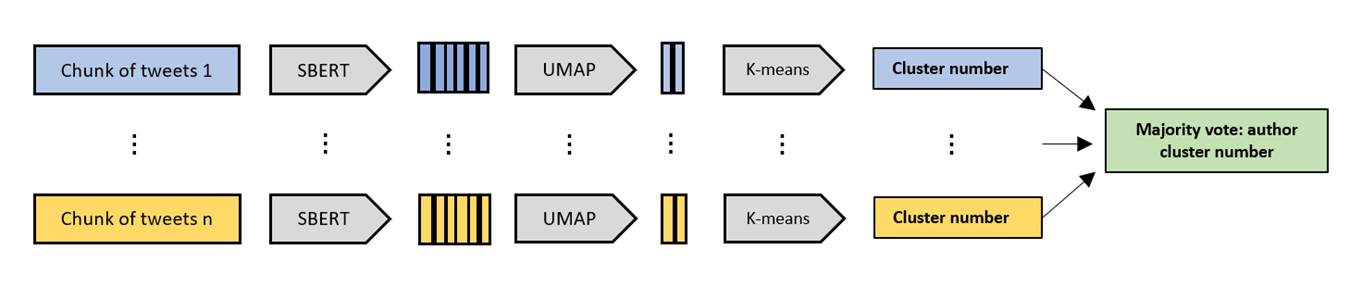 Chunk of tweets 1
SBERT
UMAP
K-means
Cluster number
Majority vote: author
cluster number
Chunk of tweets n
SBERT
UMAP
K-means
Cluster number